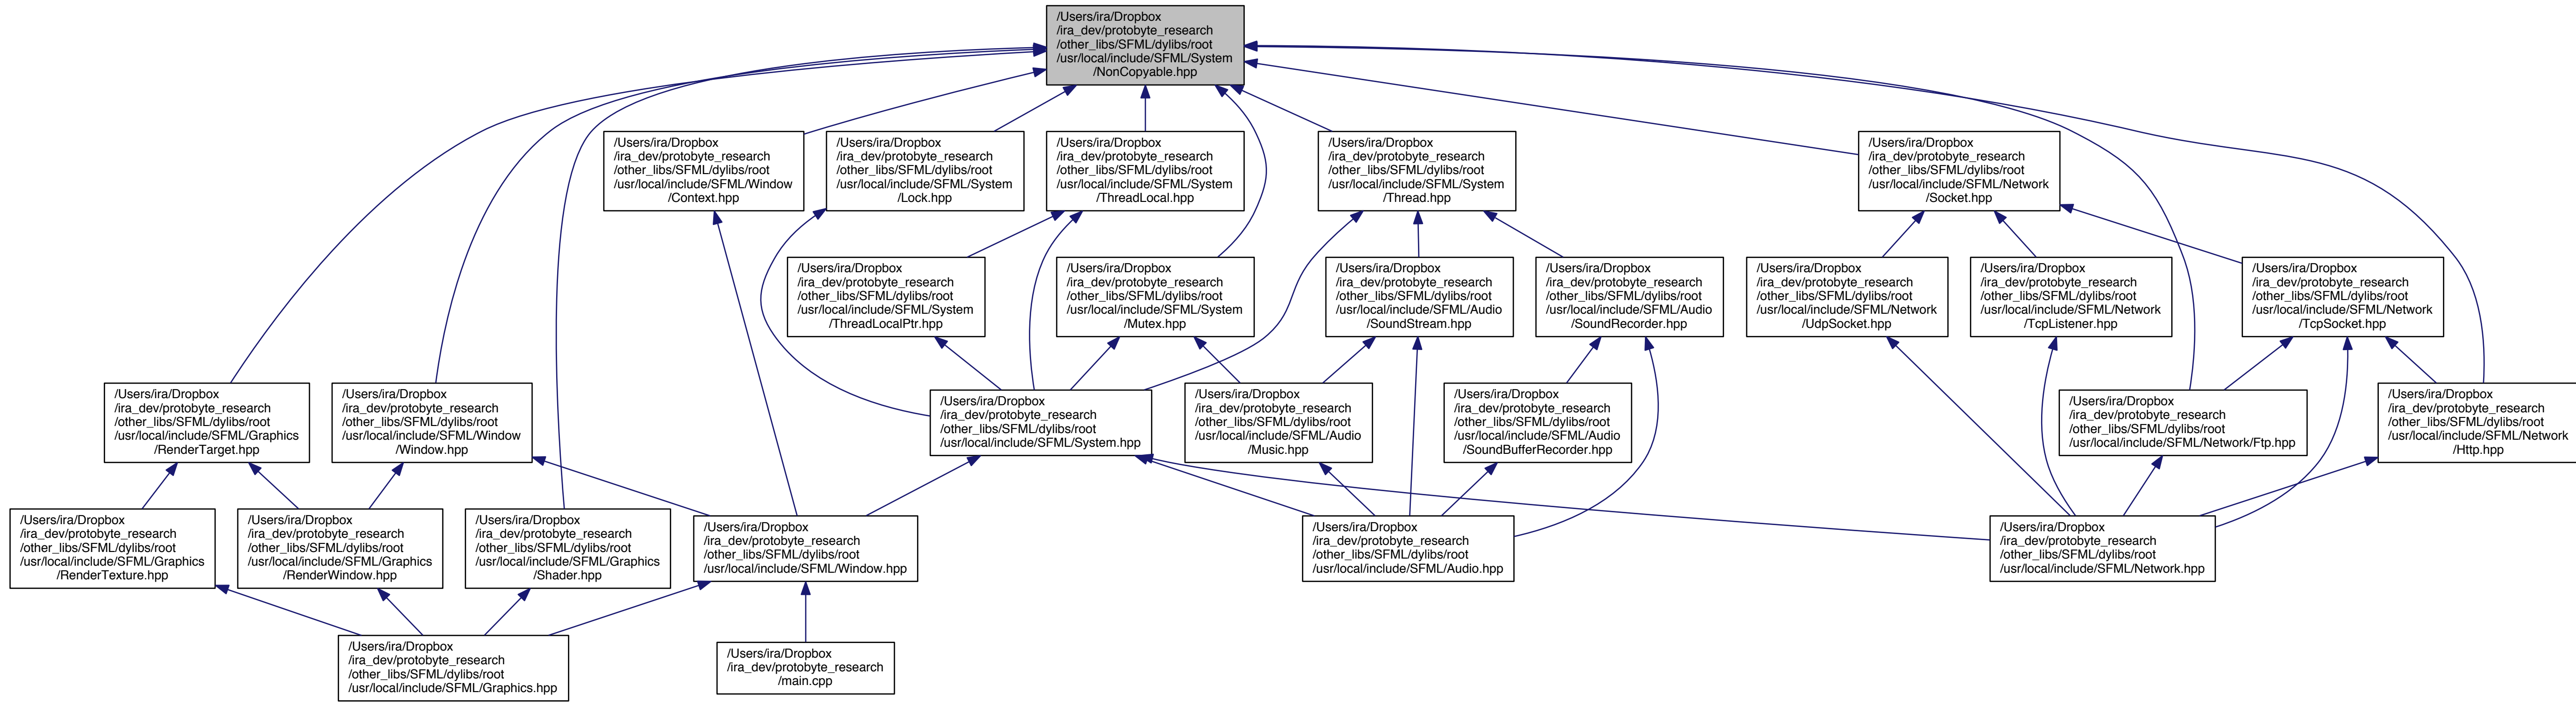 /Users/ira/Dropbox
/ira_dev/protobyte_research
/other_libs/SFML/dylibs/root
/usr/local/include/SFML/System
/NonCopyable.hpp
/Users/ira/Dropbox
/ira_dev/protobyte_research
/other_libs/SFML/dylibs/root
/usr/local/include/SFML/Window
/Context.hpp
/Users/ira/Dropbox
/ira_dev/protobyte_research
/other_libs/SFML/dylibs/root
/usr/local/include/SFML/System
/Lock.hpp
/Users/ira/Dropbox
/ira_dev/protobyte_research
/other_libs/SFML/dylibs/root
/usr/local/include/SFML/System
/ThreadLocal.hpp
/Users/ira/Dropbox
/ira_dev/protobyte_research
/other_libs/SFML/dylibs/root
/usr/local/include/SFML/System
/Thread.hpp
/Users/ira/Dropbox
/ira_dev/protobyte_research
/other_libs/SFML/dylibs/root
/usr/local/include/SFML/Network
/Socket.hpp
/Users/ira/Dropbox
/ira_dev/protobyte_research
/other_libs/SFML/dylibs/root
/usr/local/include/SFML/System
/ThreadLocalPtr.hpp
/Users/ira/Dropbox
/ira_dev/protobyte_research
/other_libs/SFML/dylibs/root
/usr/local/include/SFML/System
/Mutex.hpp
/Users/ira/Dropbox
/ira_dev/protobyte_research
/other_libs/SFML/dylibs/root
/usr/local/include/SFML/Audio
/SoundStream.hpp
/Users/ira/Dropbox
/ira_dev/protobyte_research
/other_libs/SFML/dylibs/root
/usr/local/include/SFML/Audio
/SoundRecorder.hpp
/Users/ira/Dropbox
/ira_dev/protobyte_research
/other_libs/SFML/dylibs/root
/usr/local/include/SFML/Network
/UdpSocket.hpp
/Users/ira/Dropbox
/ira_dev/protobyte_research
/other_libs/SFML/dylibs/root
/usr/local/include/SFML/Network
/TcpListener.hpp
/Users/ira/Dropbox
/ira_dev/protobyte_research
/other_libs/SFML/dylibs/root
/usr/local/include/SFML/Network
/TcpSocket.hpp
/Users/ira/Dropbox
/ira_dev/protobyte_research
/other_libs/SFML/dylibs/root
/usr/local/include/SFML/Graphics
/RenderTarget.hpp
/Users/ira/Dropbox
/ira_dev/protobyte_research
/other_libs/SFML/dylibs/root
/usr/local/include/SFML/Window
/Window.hpp
/Users/ira/Dropbox
/ira_dev/protobyte_research
/other_libs/SFML/dylibs/root
/usr/local/include/SFML/System.hpp
/Users/ira/Dropbox
/ira_dev/protobyte_research
/other_libs/SFML/dylibs/root
/usr/local/include/SFML/Audio
/Music.hpp
/Users/ira/Dropbox
/ira_dev/protobyte_research
/other_libs/SFML/dylibs/root
/usr/local/include/SFML/Audio
/SoundBufferRecorder.hpp
/Users/ira/Dropbox
/ira_dev/protobyte_research
/other_libs/SFML/dylibs/root
/usr/local/include/SFML/Network/Ftp.hpp
/Users/ira/Dropbox
/ira_dev/protobyte_research
/other_libs/SFML/dylibs/root
/usr/local/include/SFML/Network
/Http.hpp
/Users/ira/Dropbox
/ira_dev/protobyte_research
/other_libs/SFML/dylibs/root
/usr/local/include/SFML/Graphics
/RenderTexture.hpp
/Users/ira/Dropbox
/ira_dev/protobyte_research
/other_libs/SFML/dylibs/root
/usr/local/include/SFML/Graphics
/RenderWindow.hpp
/Users/ira/Dropbox
/ira_dev/protobyte_research
/other_libs/SFML/dylibs/root
/usr/local/include/SFML/Graphics
/Shader.hpp
/Users/ira/Dropbox
/ira_dev/protobyte_research
/other_libs/SFML/dylibs/root
/usr/local/include/SFML/Window.hpp
/Users/ira/Dropbox
/ira_dev/protobyte_research
/other_libs/SFML/dylibs/root
/usr/local/include/SFML/Audio.hpp
/Users/ira/Dropbox
/ira_dev/protobyte_research
/other_libs/SFML/dylibs/root
/usr/local/include/SFML/Network.hpp
/Users/ira/Dropbox
/ira_dev/protobyte_research
/other_libs/SFML/dylibs/root
/usr/local/include/SFML/Graphics.hpp
/Users/ira/Dropbox
/ira_dev/protobyte_research
/main.cpp